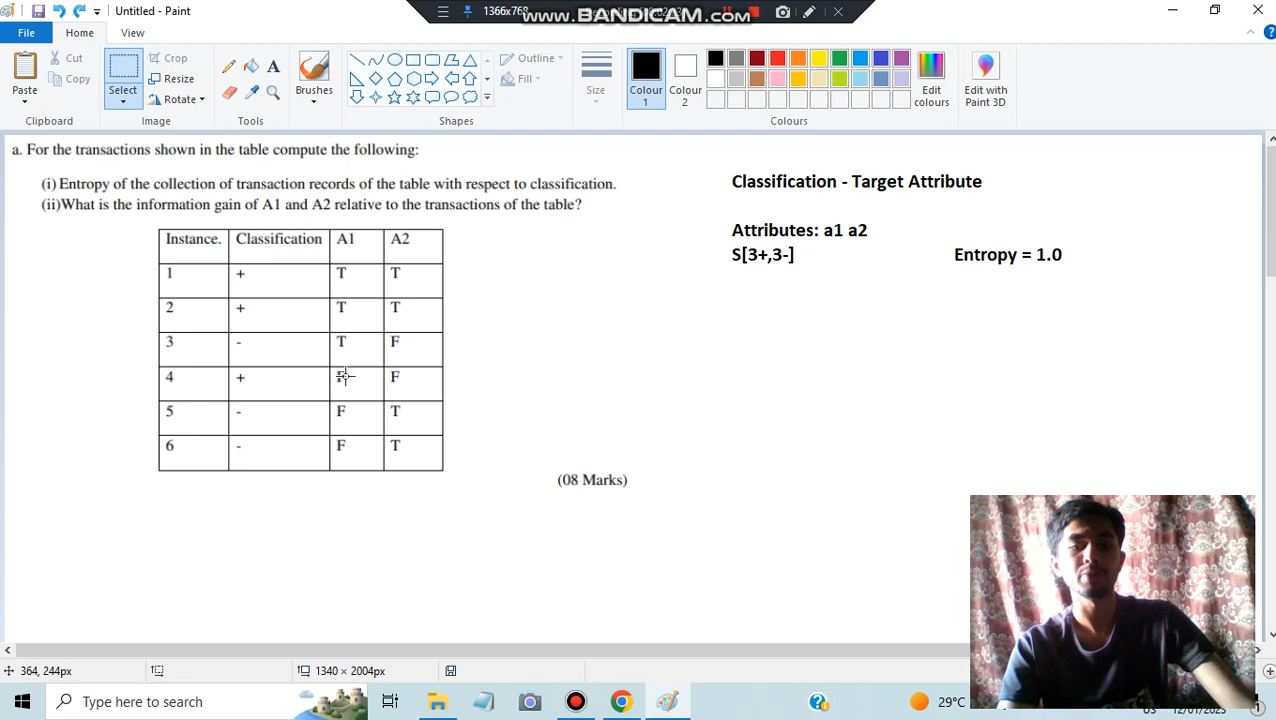 1366x768
www.BANDICAM.com
Untitled - Paint
File
Home
View
Paste
Cut
Copy
Clipboard
Select
Crop
Resize
Rotate
Image
A
Tools
Brushes
Shapes
Outline
Fill
Size
Colour 1
Colour 2
Edit colours
Colours
Edit with Paint 3D
a. For the transactions shown in the table compute the following:
(i) Entropy of the collection of transaction records of the table with respect to classification.
(ii)What is the information gain of A1 and A2 relative to the transactions of the table?
Instance. Classification A1 A2
1 + T T
2 + T T
3 - T F
4 + F F
5 - F T
6 - F T
(08 Marks)
Classification - Target Attribute
Attributes: a1 a2
S[3+,3-] Entropy = 1.0
364, 244px
1340 × 2004px
Type here to search
29°C
12/01/2023